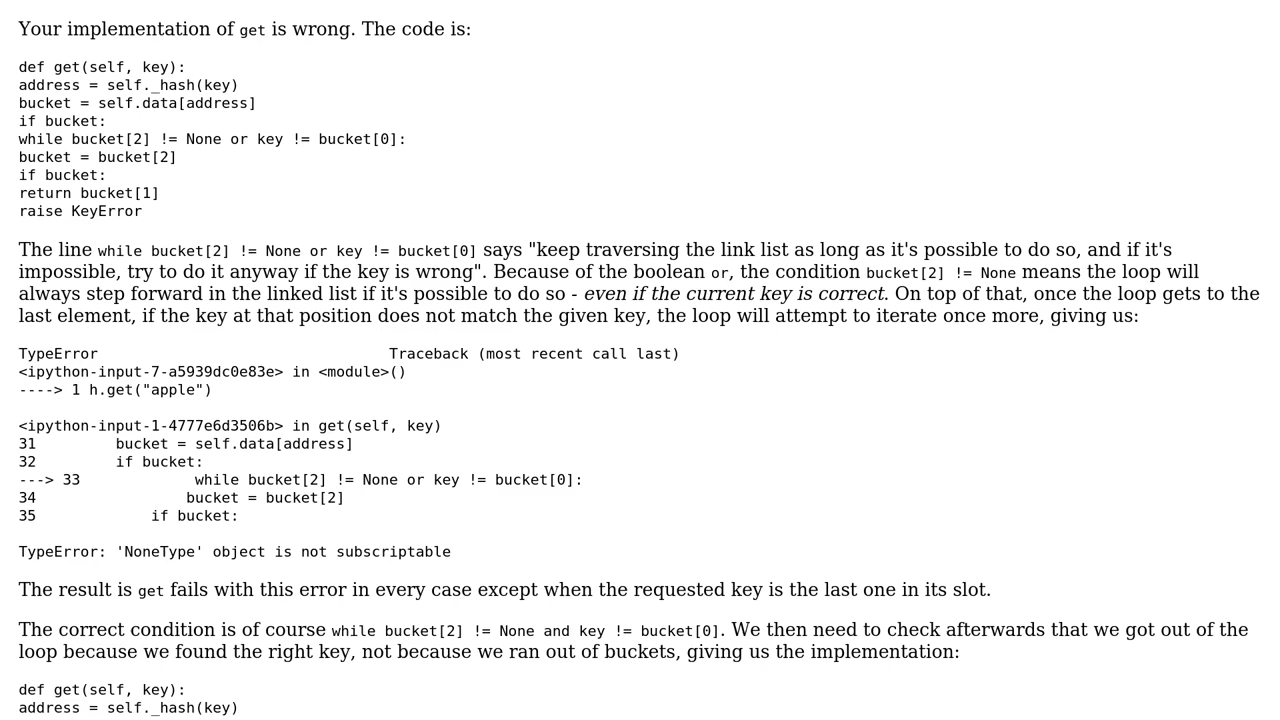 Your implementation of get is wrong. The code is:
def get(self, key):
address = self._hash(key)
bucket = self.data[address]
if bucket:
while bucket[2] != None or key != bucket[0]:
bucket = bucket[2]
if bucket:
return bucket[1]
raise KeyError
The line while bucket[2] != None or key != bucket[0] says "keep traversing the link list as long as it's possible to do so, and if it's
impossible, try to do it anyway if the key is wrong". Because of the boolean or, the condition bucket[2] != None means the loop will
always step forward in the linked list if it's possible to do so - even if the current key is correct. On top of that, once the loop gets to the
last element, if the key at that position does not match the given key, the loop will attempt to iterate once more, giving us:
TypeError                                 Traceback (most recent call last)
<ipython-input-7-a5939dc0e83e> in <module>()
----> 1 h.get("apple")
<ipython-input-1-4777e6d3506b> in get(self, key)
31         bucket = self.data[address]
32         if bucket:
---> 33             while bucket[2] != None or key != bucket[0]:
34                 bucket = bucket[2]
35             if bucket:
TypeError: 'NoneType' object is not subscriptable
The result is get fails with this error in every case except when the requested key is the last one in its slot.
The correct condition is of course while bucket[2] != None and key != bucket[0]. We then need to check afterwards that we got out of the
loop because we found the right key, not because we ran out of buckets, giving us the implementation:
def get(self, key):
address = self._hash(key)